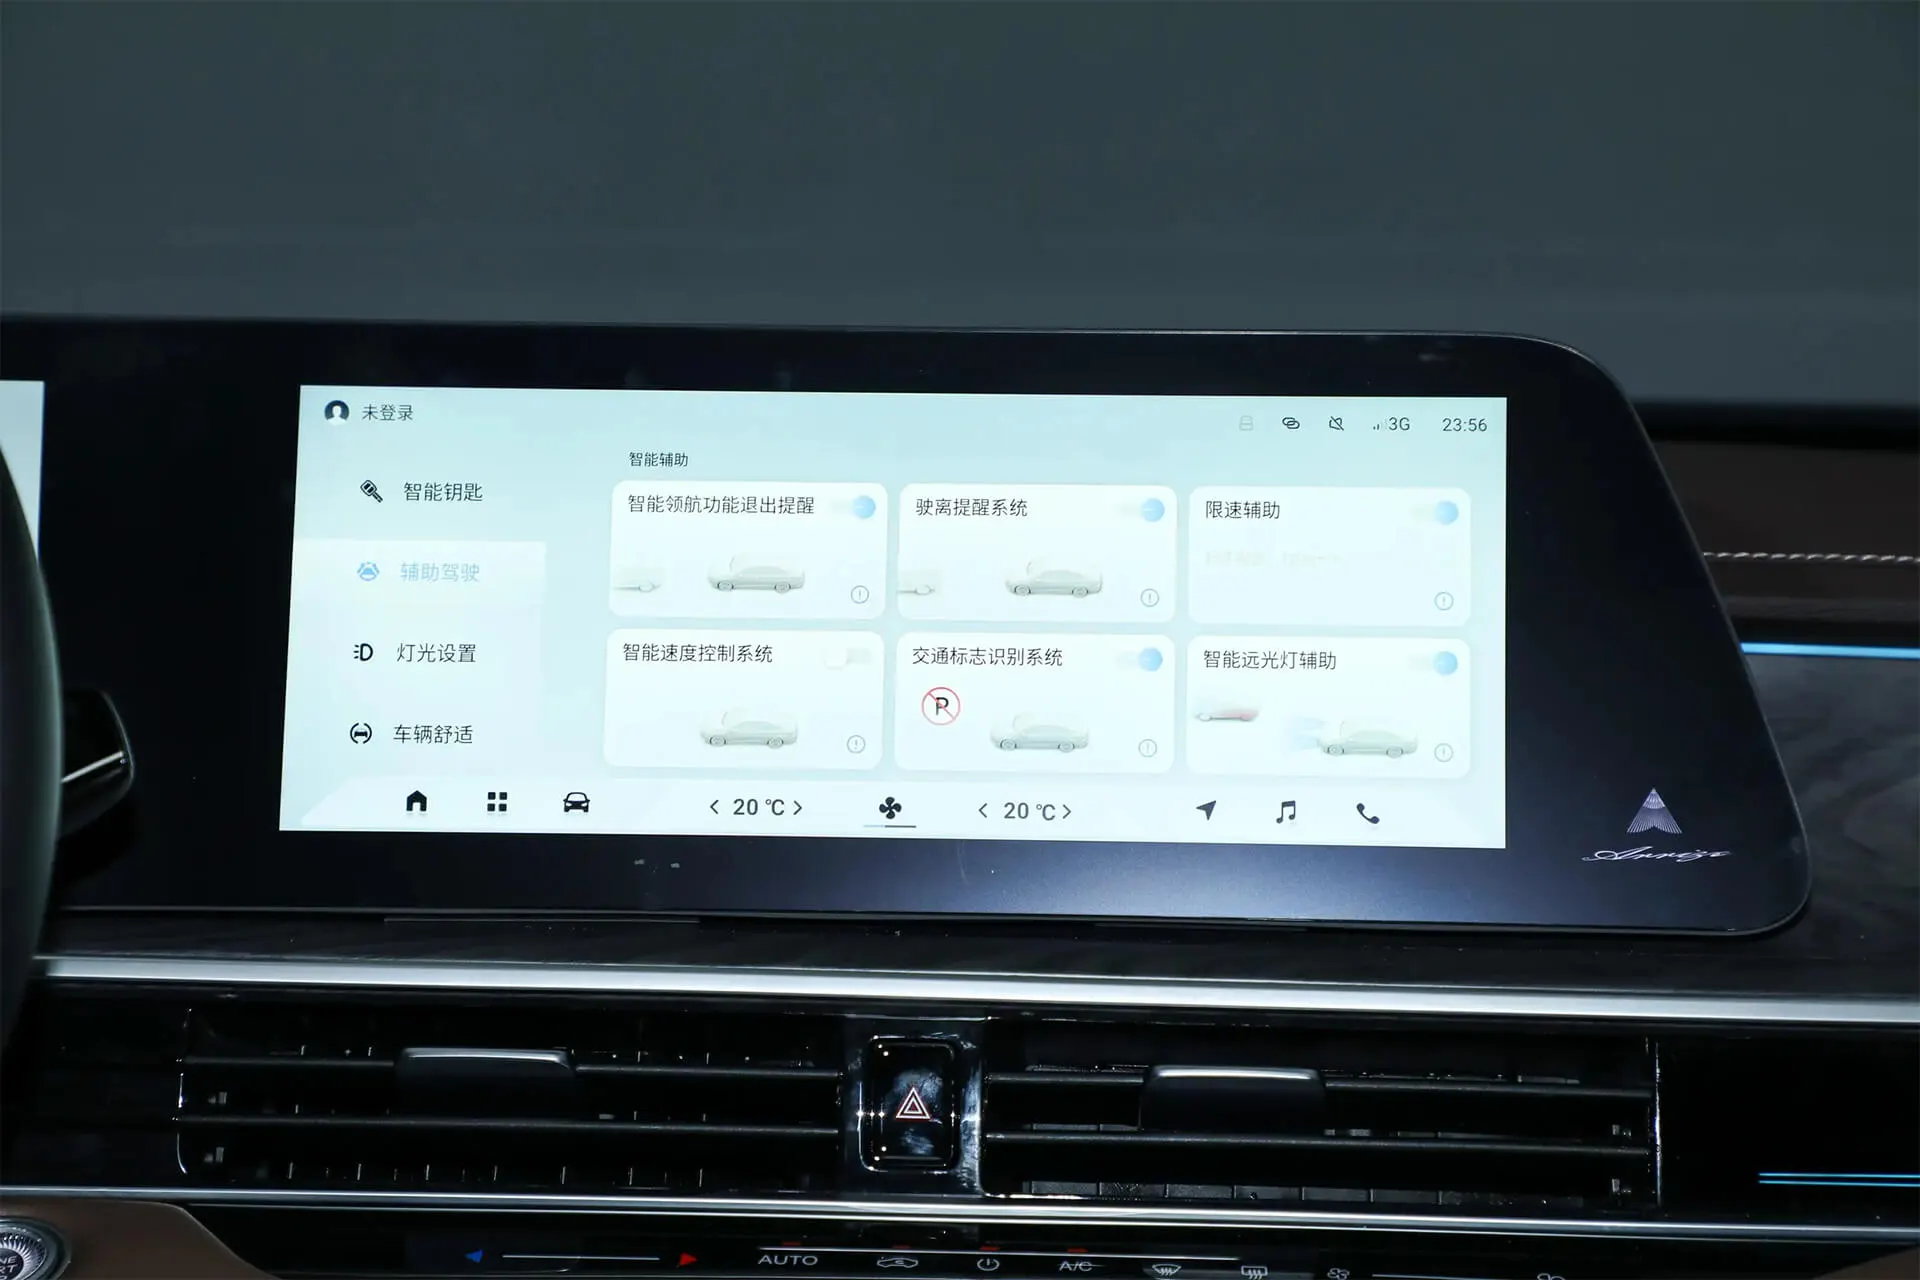 未登录
3G
23:56
智能钥匙
辅助驾驶
灯光设置
车辆舒适
智能辅助
智能领航功能退出提醒
驶离提醒系统
限速辅助
智能速度控制系统
交通标志识别系统
P
智能远光灯辅助
20 ℃
20 ℃
Arrizo
AUTO
A/C